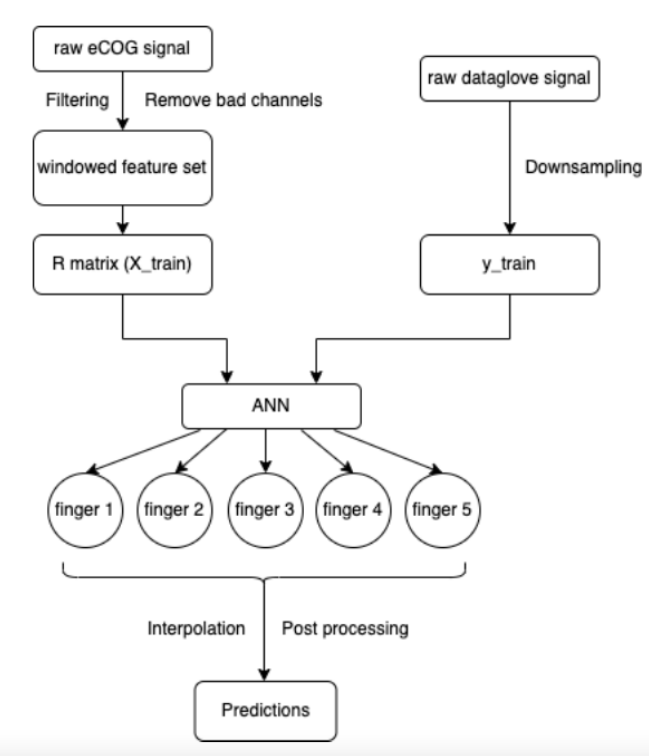 raw eCOG signal
raw dataglove signal
Filtering
Remove bad channels
windowed feature set
Downsampling
R matrix (X_train)
y_train
ANN
finger 1
finger 2
finger 3
finger 4
finger 5
Interpolation
Post processing
Predictions